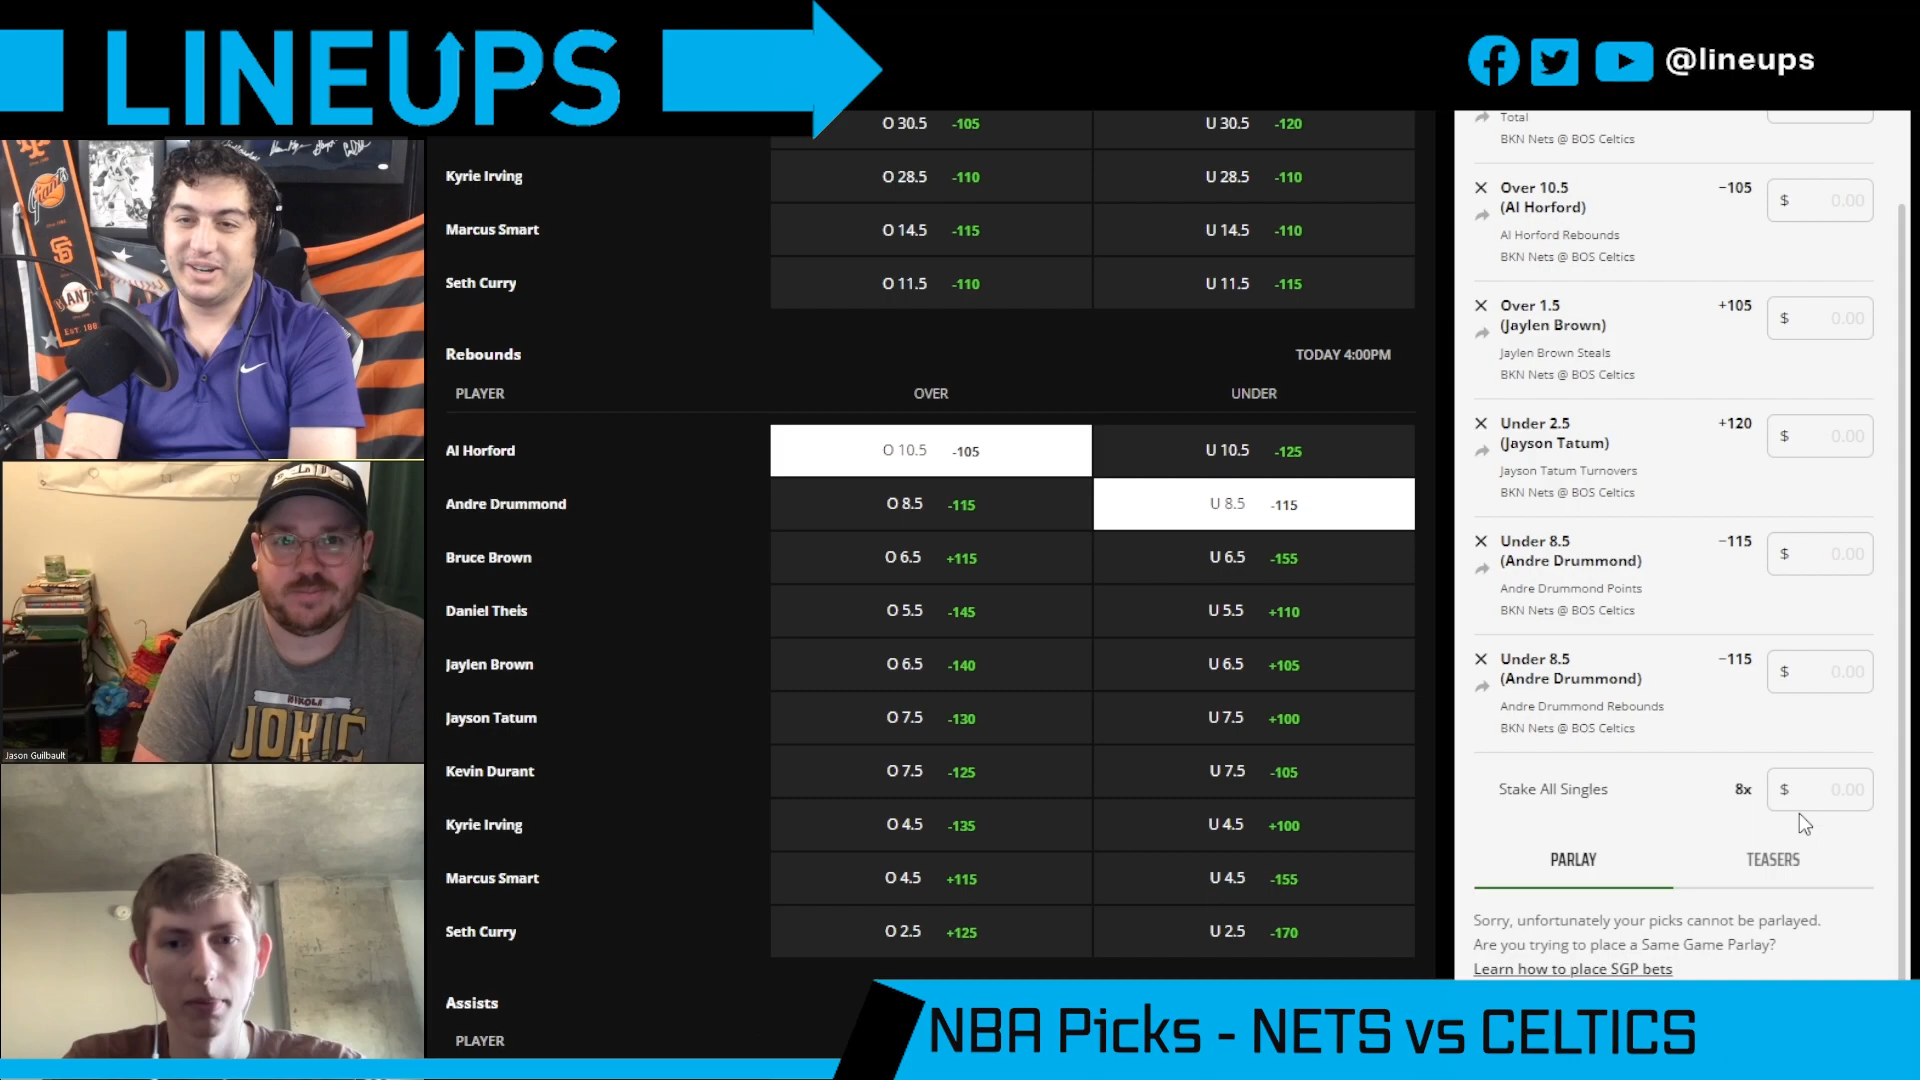 LINEUPS
@lineups
O 30.5 -105 U 30.5 -120
Kyrie Irving O 28.5 -110 U 28.5 -110
Marcus Smart O 14.5 -115 U 14.5 -110
Seth Curry O 11.5 -110 U 11.5 -115
Rebounds TODAY 4:00PM
PLAYER OVER UNDER
Al Horford O 10.5 -105 U 10.5 -125
Andre Drummond O 8.5 -115 U 8.5 -115
Bruce Brown O 6.5 +115 U 6.5 -155
Daniel Theis O 5.5 -145 U 5.5 +110
Jaylen Brown O 6.5 -140 U 6.5 +105
Jayson Tatum O 7.5 -130 U 7.5 +100
Kevin Durant O 7.5 -125 U 7.5 -105
Kyrie Irving O 4.5 -135 U 4.5 +100
Marcus Smart O 4.5 +115 U 4.5 -155
Seth Curry O 2.5 +125 U 2.5 -170
Assists
PLAYER
Total
BKN Nets @ BOS Celtics
Over 10.5 −105 $ 0.00
(Al Horford)
Al Horford Rebounds
BKN Nets @ BOS Celtics
Over 1.5 +105 $ 0.00
(Jaylen Brown)
Jaylen Brown Steals
BKN Nets @ BOS Celtics
Under 2.5 +120 $ 0.00
(Jayson Tatum)
Jayson Tatum Turnovers
BKN Nets @ BOS Celtics
Under 8.5 −115 $ 0.00
(Andre Drummond)
Andre Drummond Points
BKN Nets @ BOS Celtics
Under 8.5 −115 $ 0.00
(Andre Drummond)
Andre Drummond Rebounds
BKN Nets @ BOS Celtics
Stake All Singles 8x $ 0.00
PARLAY TEASERS
Sorry, unfortunately your picks cannot be parlayed.
Are you trying to place a Same Game Parlay?
Learn how to place SGP bets
Giants
SF
EST. 188
NIKOLA
JOKIĆ
Jason Guilbault
NBA Picks - NETS vs CELTICS